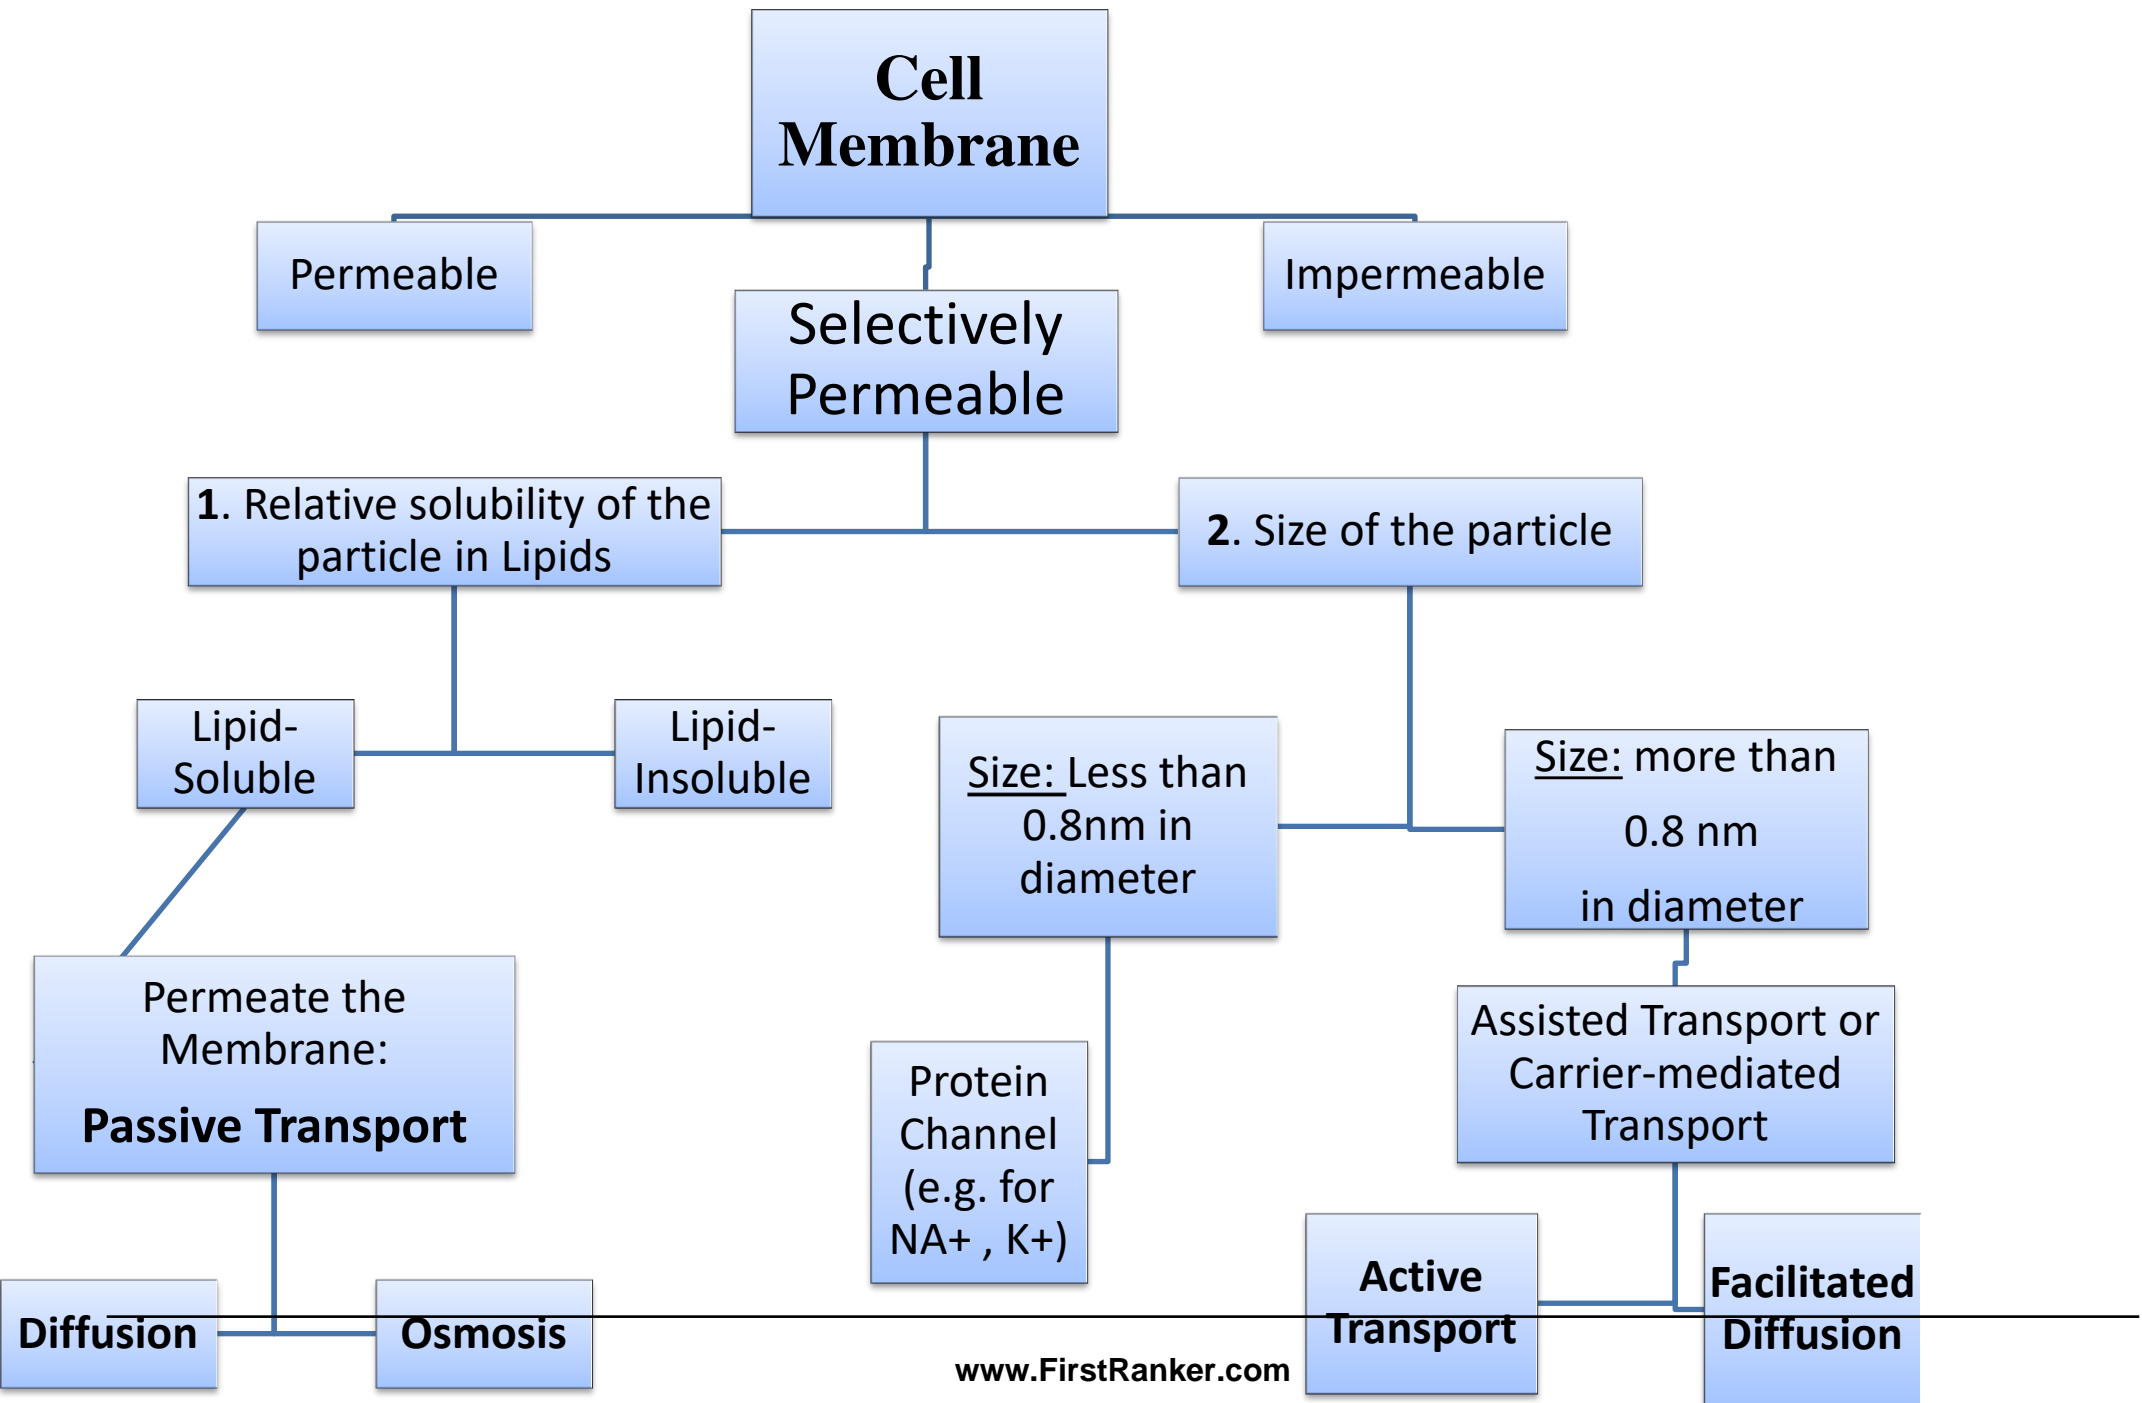 Cell
Membrane
Permeable
Impermeable
Selectively
Permeable
1. Relative solubility of the
particle in Lipids
2. Size of the particle
Lipid-
Soluble
Lipid-
Insoluble
Size: Less than
0.8nm in
diameter
Size: more than
0.8 nm
in diameter
Permeate the
Membrane:
Passive Transport
Protein
Channel
(e.g. for
NA+ , K+)
Assisted Transport or
Carrier-mediated
Transport
Diffusion
Osmosis
Active
Transport
Facilitated
Diffusion
www.FirstRanker.com